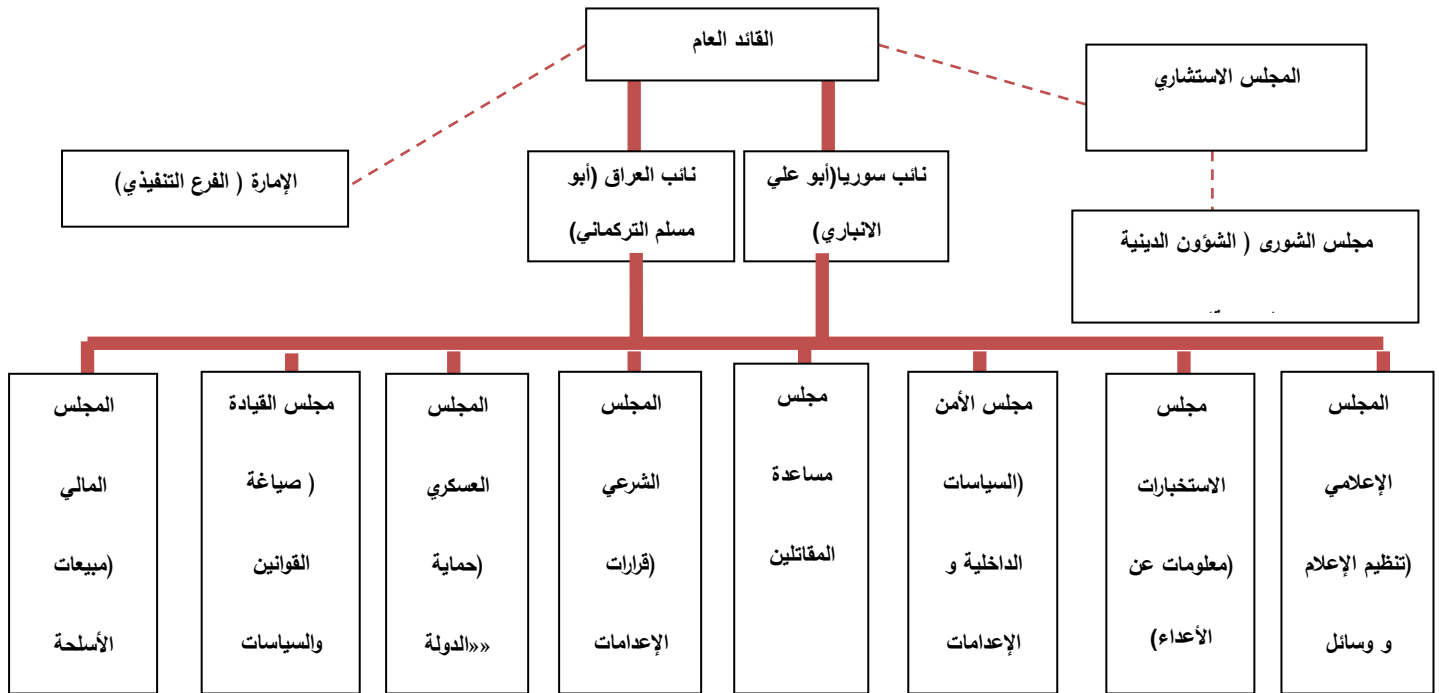 القائد العام
المجلس الاستشاري
الإمارة ( الفرع التنفيذي)
نائب العراق (أبو
مسلم التركماني)
نائب سوريا(أبو علي
الانباري)
مجلس الشورى ( الشؤون الدينية
المجلس
الإعلامي
(تنظيم الإعلام
و وسائل
مجلس
الاستخبارات
(معلومات عن
الأعداء)
مجلس الأمن
(السياسات
الداخلية و
الإعدامات
مجلس
مساعدة
المقاتلين
المجلس
الشرعي
(قرارات
الإعدامات
المجلس
العسكري
(حماية
««الدولة
مجلس القيادة
( صياغة
القوانين
والسياسات
المجلس
المالي
(مبيعات
الأسلحة